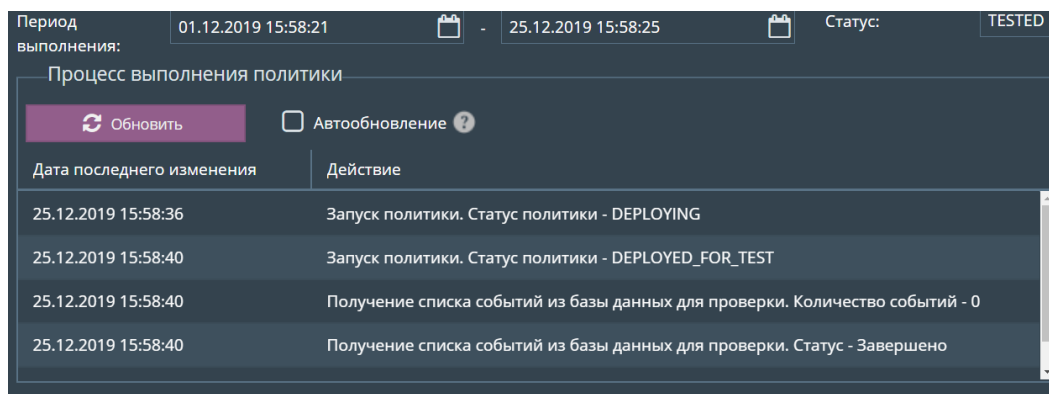 Период выполнения:
01.12.2019 15:58:21 - 25.12.2019 15:58:25 Статус: TESTED
Процесс выполнения политики
Обновить Автообновление ?
Дата последнего изменения Действие
25.12.2019 15:58:36 Запуск политики. Статус политики - DEPLOYING
25.12.2019 15:58:40 Запуск политики. Статус политики - DEPLOYED_FOR_TEST
25.12.2019 15:58:40 Получение списка событий из базы данных для проверки. Количество событий - 0
25.12.2019 15:58:40 Получение списка событий из базы данных для проверки. Статус - Завершено